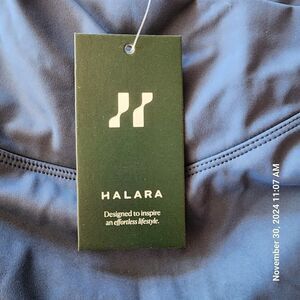 HALARA
Designed to inspire
an effortless lifestyle.
November 30, 2024 11:07 AM